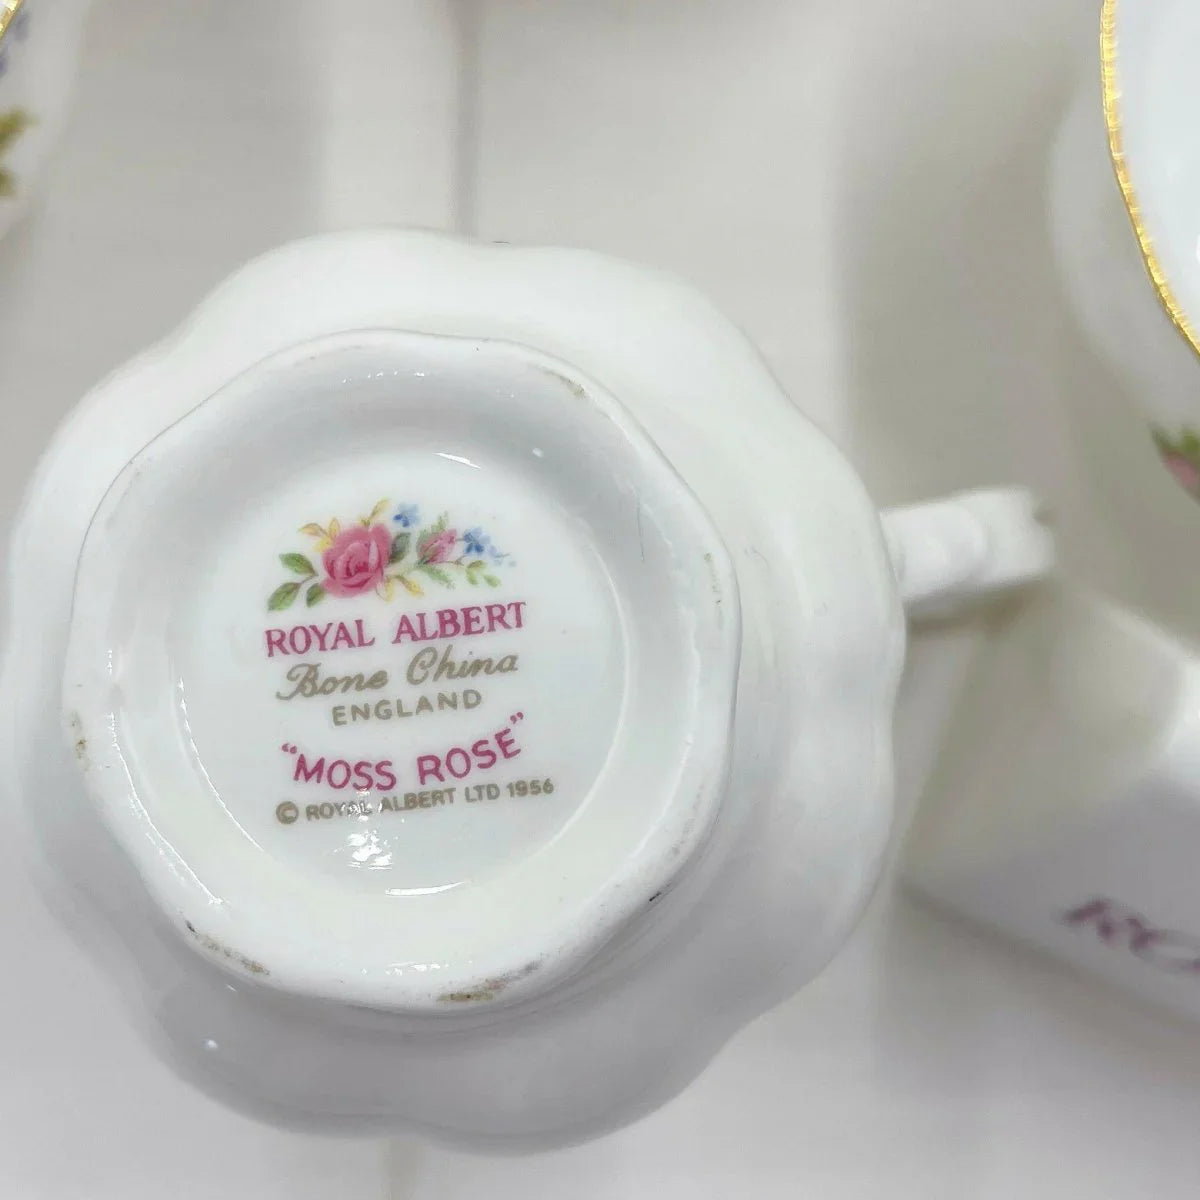 ROYAL ALBERT
Bone China
ENGLAND
"MOSS ROSE"
© ROYAL ALBERT LTD 1956